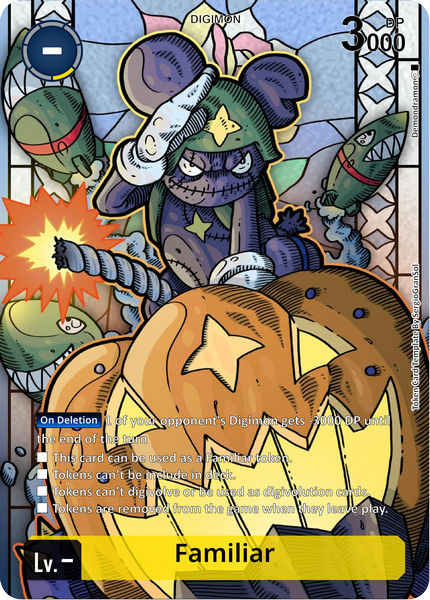 DIGIMON
DP
3000
Demondramon©
Token Card Template By SergioGranSol
On Deletion 1 of your opponent's Digimon gets -3000 DP until
the end of the turn
This card can be used as a Familiar token.
Tokens can't be include in deck.
Tokens can't digivolve or be used as digivolution cards.
Tokens are removed from the game when they leave play.
Lv. -
Familiar